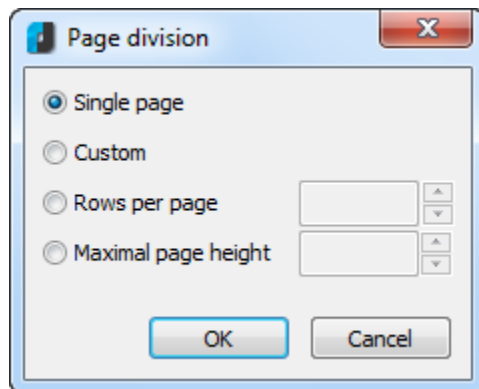 Page division
Single page
Custom
Rows per page
Maximal page height
OK Cancel